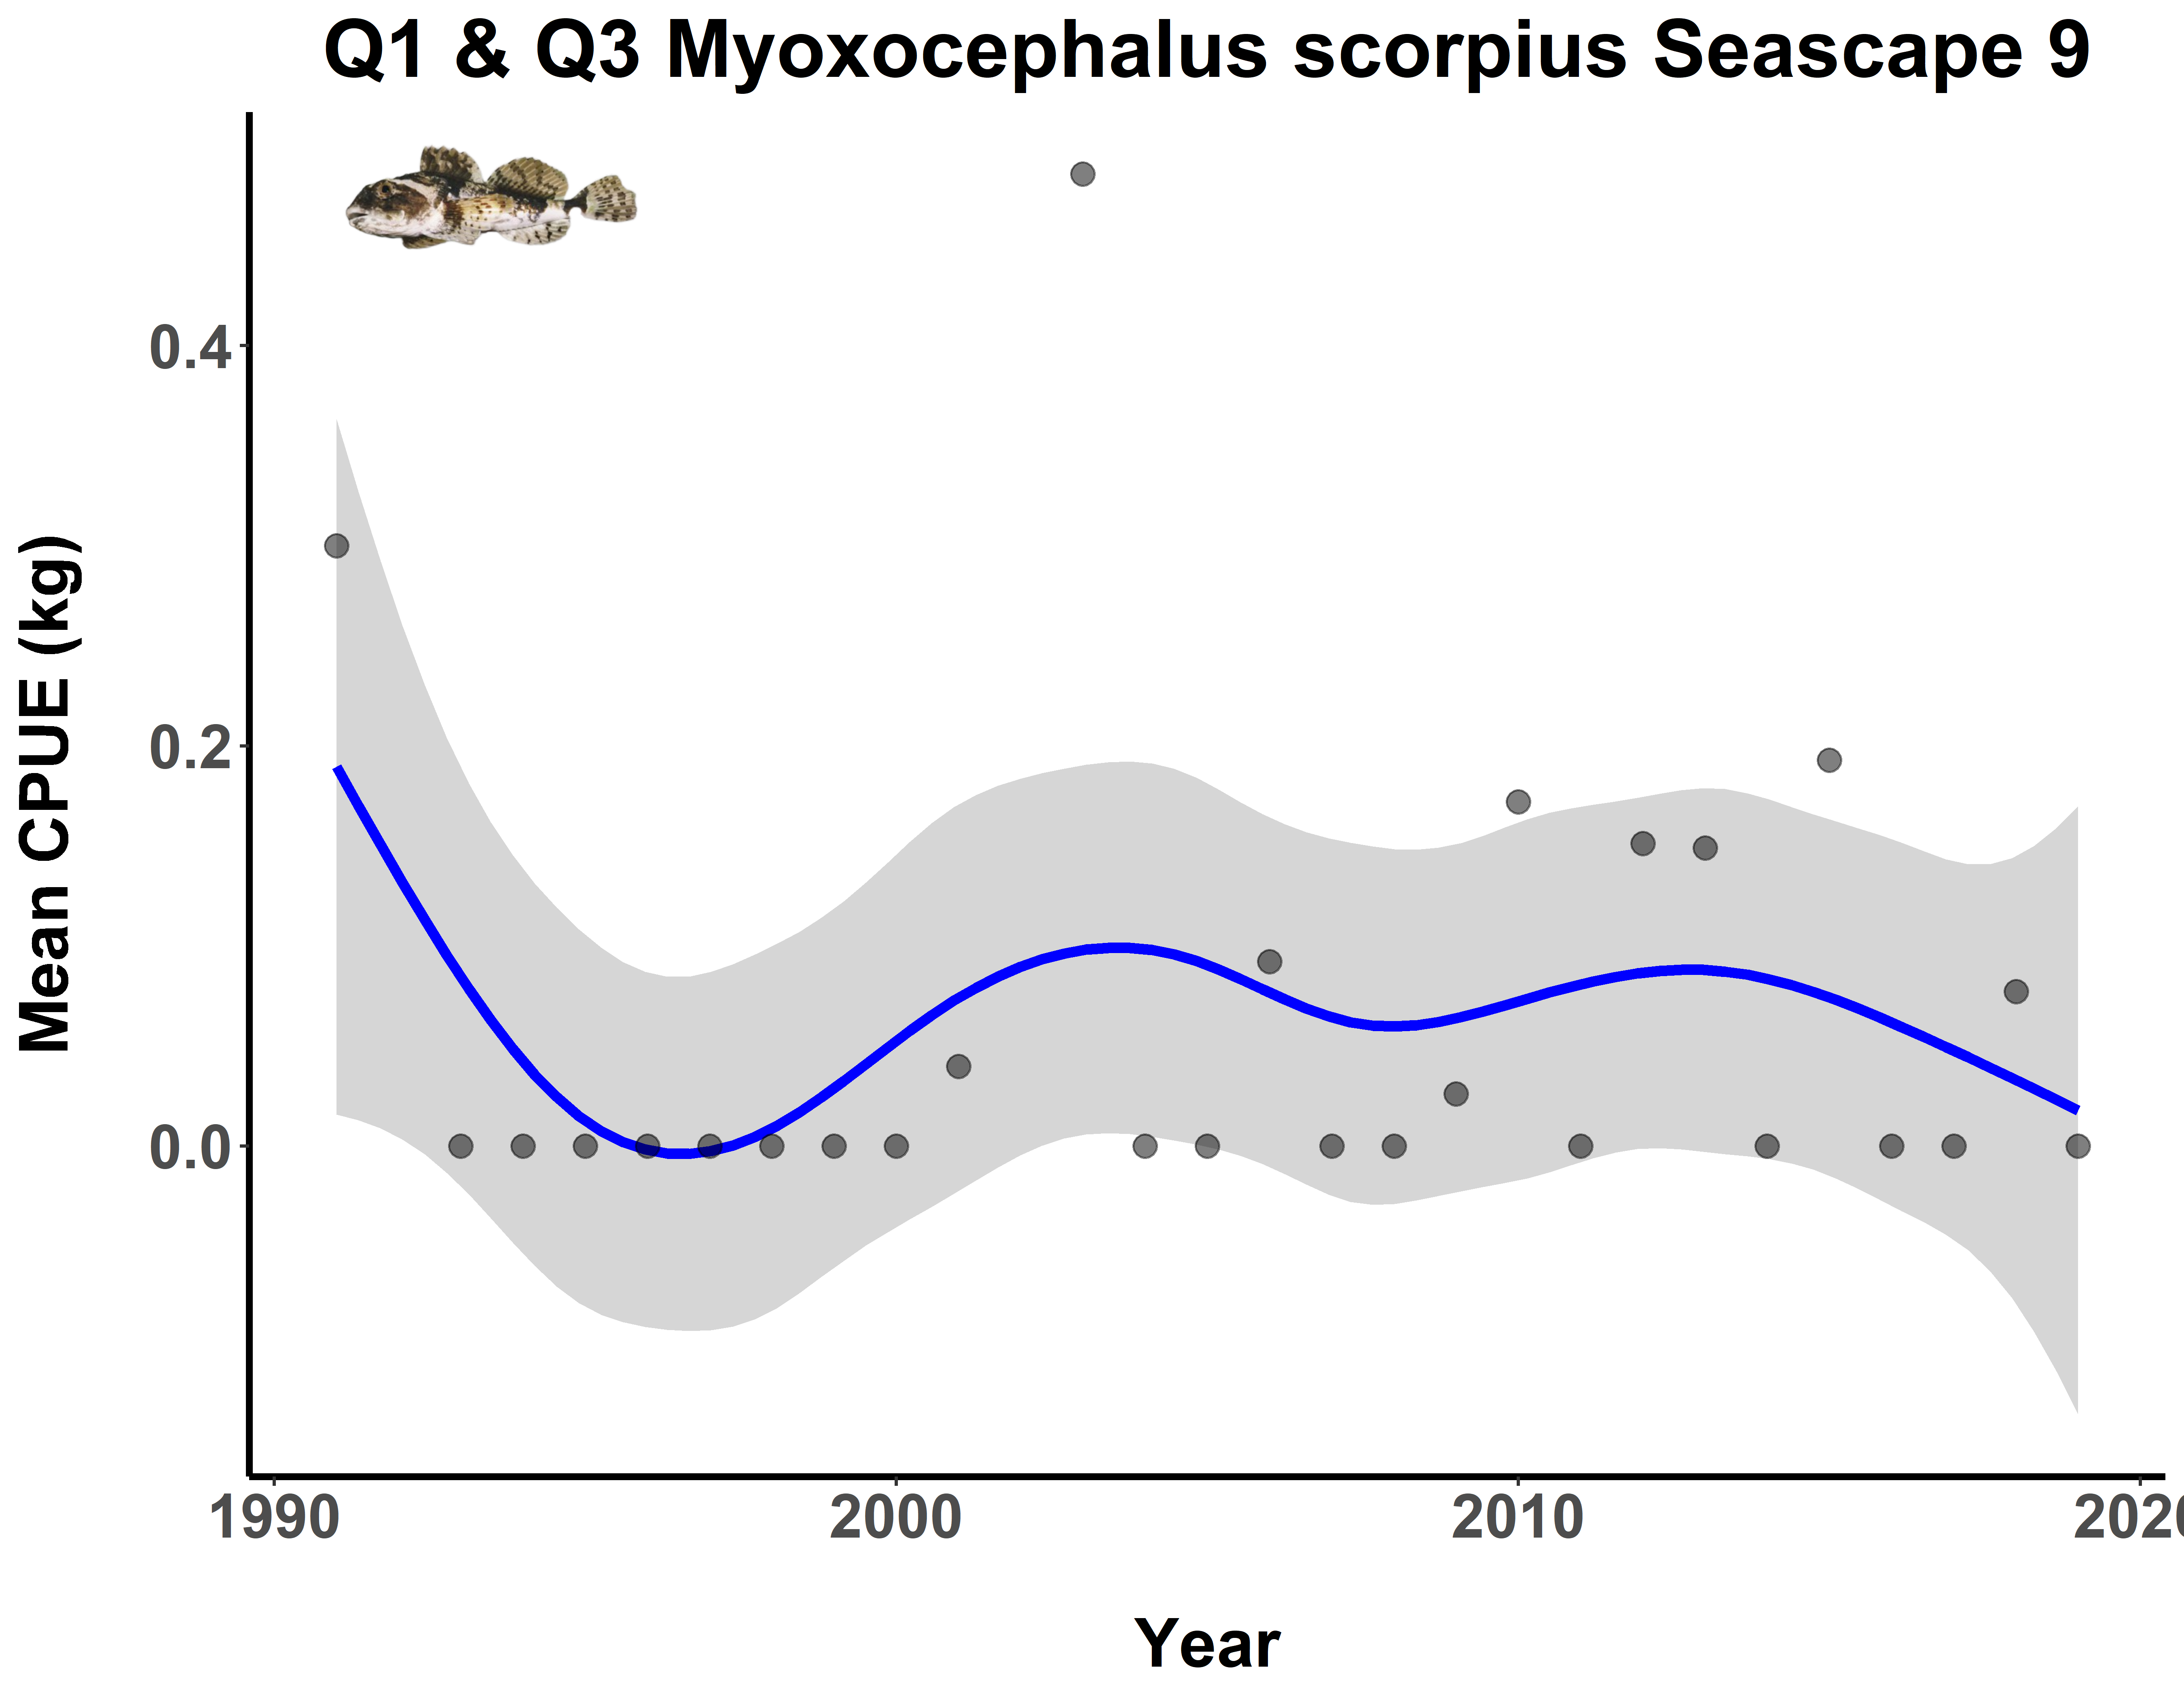 Q1 & Q3 Myoxocephalus scorpius Seascape 9
Mean CPUE (kg)
0.4
0.2
0.0
1990 2000 2010 2020
Year